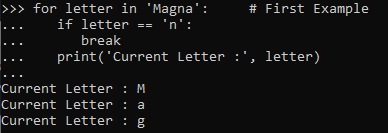 >>> for letter in 'Magna':     # First Example
...    if letter == 'n':
...       break
...    print('Current Letter :', letter)
...
Current Letter : M
Current Letter : a
Current Letter : g